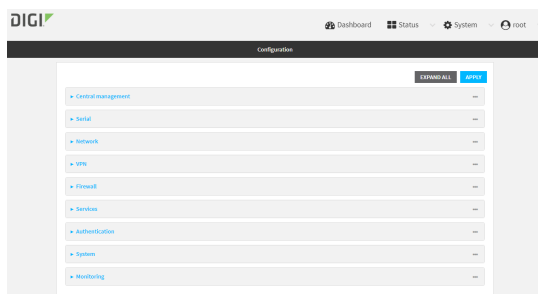 DIGI
Dashboard Status System root
Configuration
EXPAND ALL APPLY
Central management
Serial
Network
VPN
Firewall
Services
Authentication
System
Monitoring